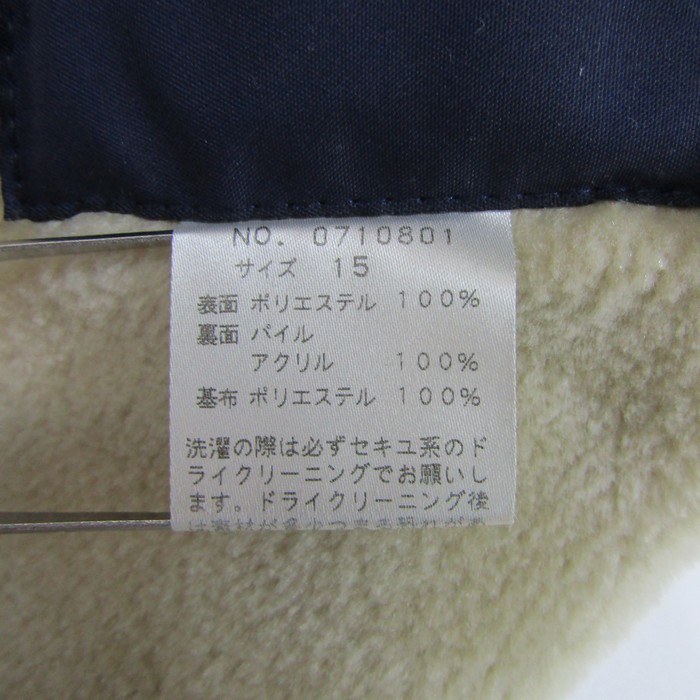 NO. 0710801
サイズ 15
表面 ポリエステル 100%
裏面 パイル
アクリル 100%
基布 ポリエステル 100%
洗濯の際は必ずセキユ系のド
ライクリーニングでお願いし
ます。ドライクリーニング後